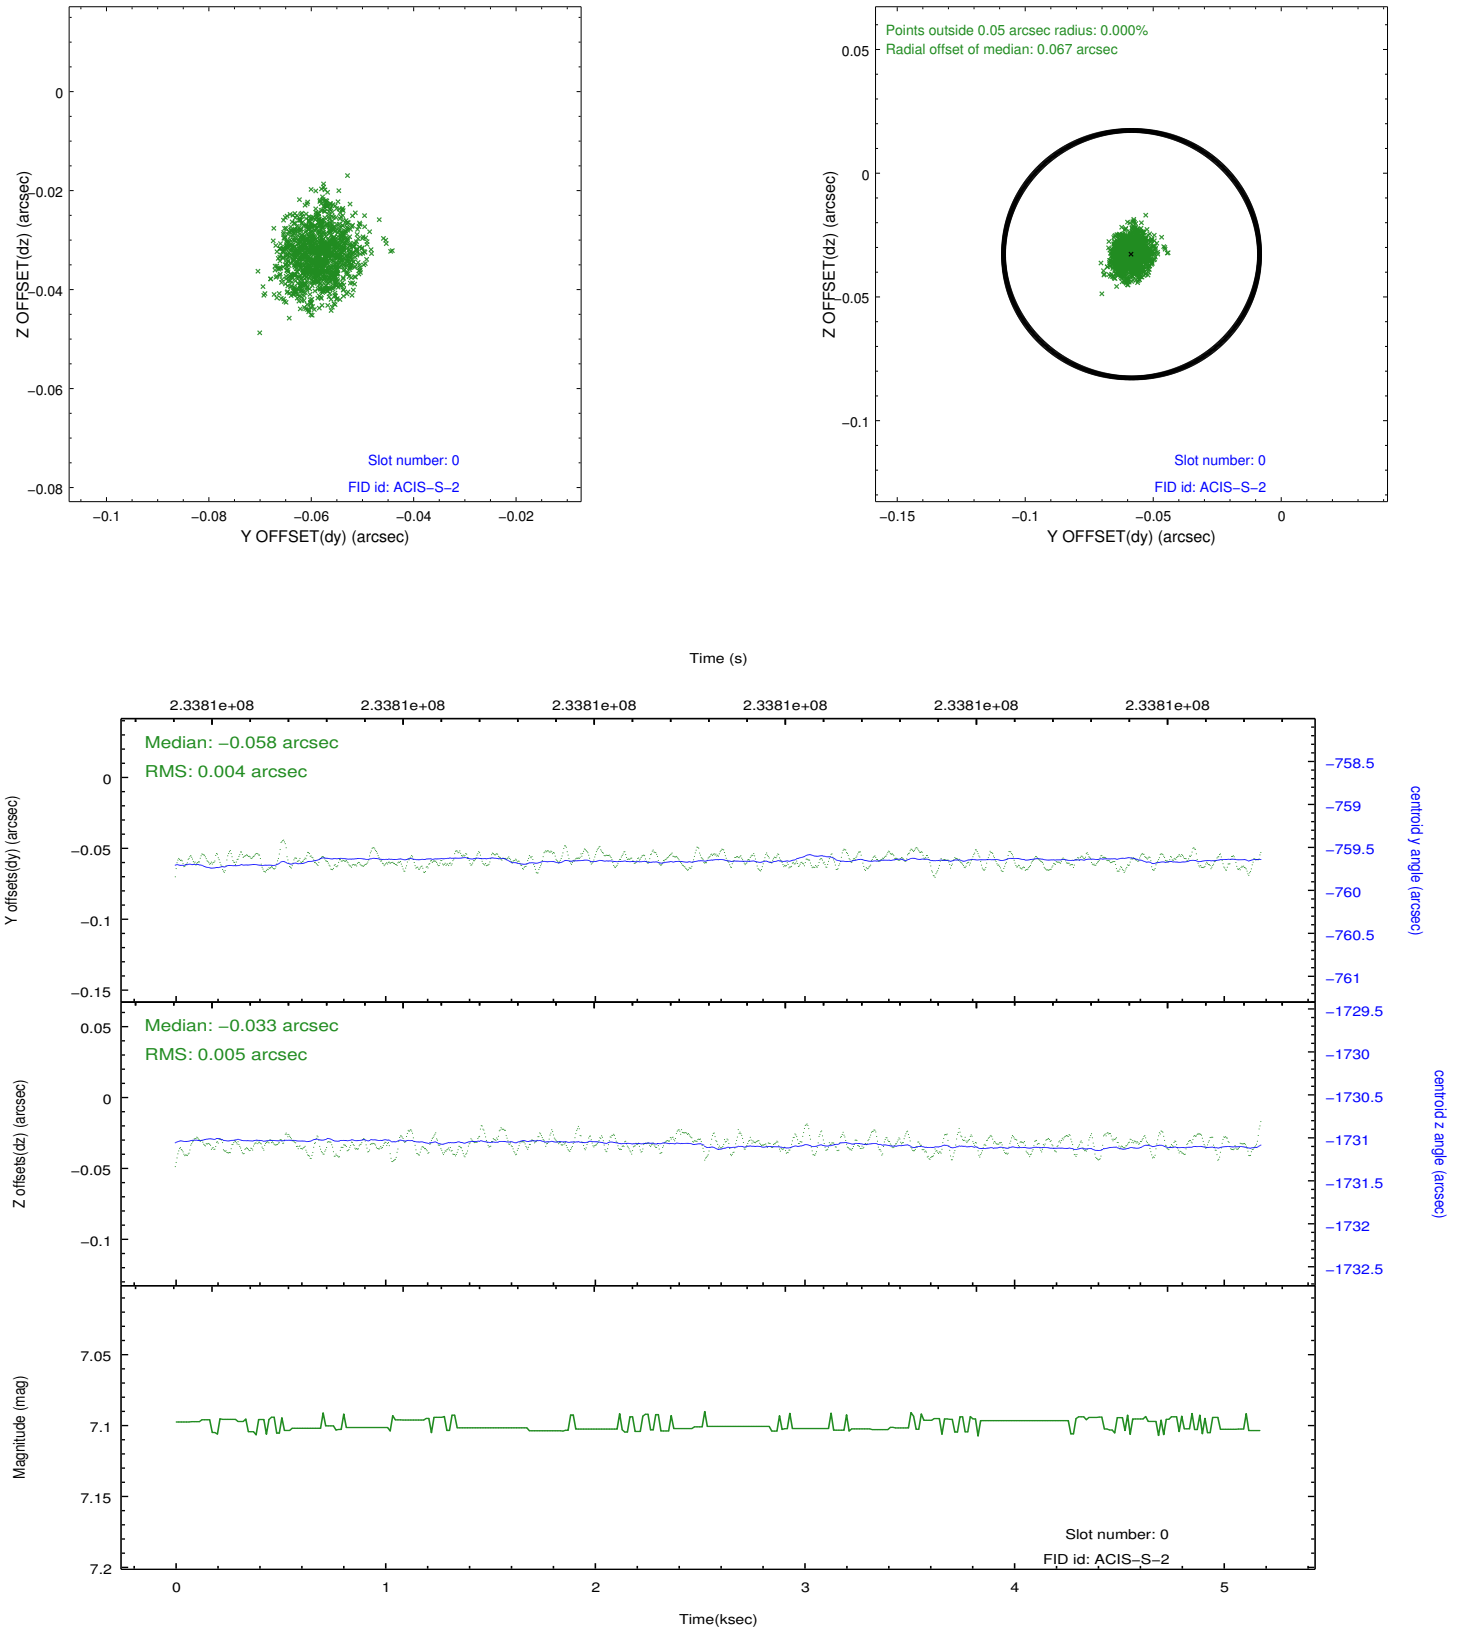 0
−0.02
−0.04
−0.06
−0.08
Z OFFSET(dz) (arcsec)
−0.1
−0.08
−0.06
−0.04
−0.02
Y OFFSET(dy) (arcsec)
Slot number: 0
FID id: ACIS−S−2
Points outside 0.05 arcsec radius: 0.000%
Radial offset of median: 0.067 arcsec
0.05
0
−0.05
−0.1
Z OFFSET(dz) (arcsec)
−0.15
−0.1
−0.05
0
Y OFFSET(dy) (arcsec)
Slot number: 0
FID id: ACIS−S−2
Time (s)
2.3381e+08
2.3381e+08
2.3381e+08
2.3381e+08
2.3381e+08
2.3381e+08
Median: −0.058 arcsec
RMS: 0.004 arcsec
0
−0.05
−0.1
−0.15
Y offsets(dy) (arcsec)
−758.5
−759
−759.5
−760
−760.5
−761
centroid y angle (arcsec)
Median: −0.033 arcsec
RMS: 0.005 arcsec
0.05
0
−0.05
−0.1
Z offsets(dz) (arcsec)
−1729.5
−1730
−1730.5
−1731
−1731.5
−1732
−1732.5
centroid z angle (arcsec)
7.05
7.1
7.15
7.2
Magnitude (mag)
Slot number: 0
FID id: ACIS−S−2
0
1
2
3
4
5
Time(ksec)